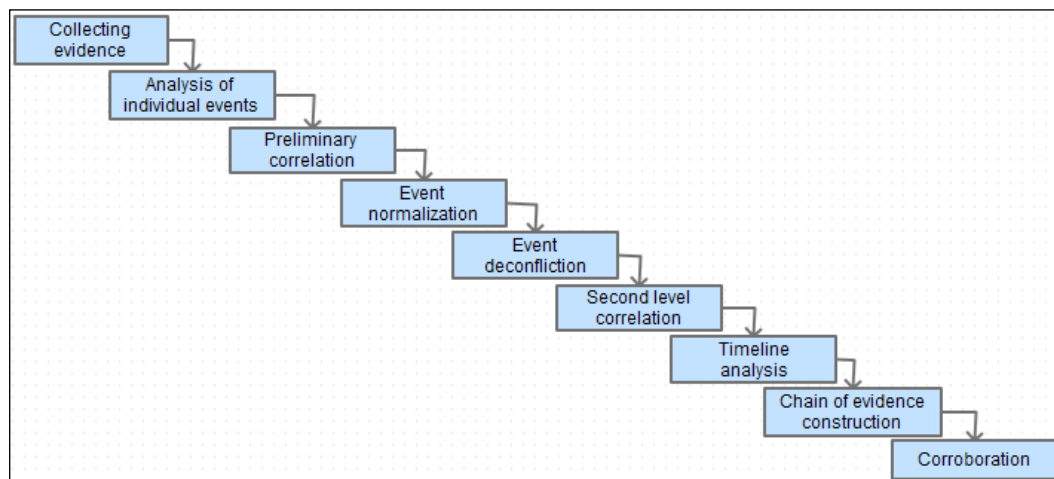 Collecting
evidence
Analysis of
individual events
Preliminary
correlation
Event
normalization
Event
deconfliction
Second level
correlation
Timeline
analysis
Chain of evidence
construction
Corroboration